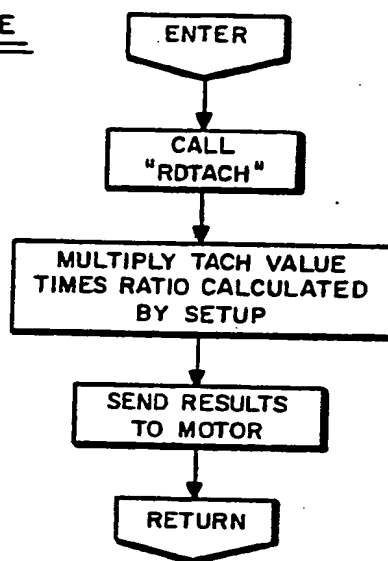 E
ENTER
CALL
"RDTACH"
MULTIPLY TACH VALUE
TIMES RATIO CALCULATED
BY SETUP
SEND RESULTS
TO MOTOR
RETURN